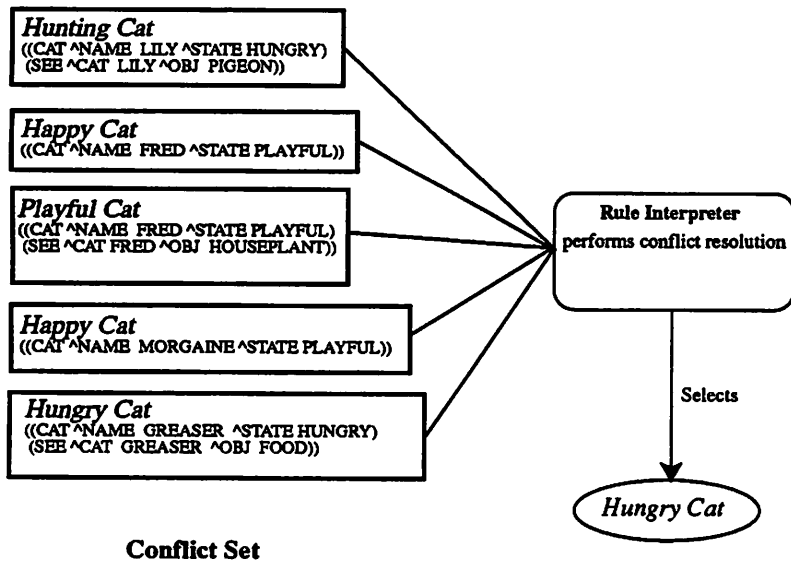 Hunting Cat
((CAT ^NAME LILY ^STATE HUNGRY)
(SEE ^CAT LILY ^OBJ PIGEON))
Happy Cat
((CAT ^NAME FRED ^STATE PLAYFUL))
Playful Cat
((CAT ^NAME FRED ^STATE PLAYFUL)
(SEE ^CAT FRED ^OBJ HOUSEPLANT))
Happy Cat
((CAT ^NAME MORGAINE ^STATE PLAYFUL))
Hungry Cat
((CAT ^NAME GREASER ^STATE HUNGRY)
(SEE ^CAT GREASER ^OBJ FOOD))
Conflict Set
Rule Interpreter
performs conflict resolution
Selects
Hungry Cat